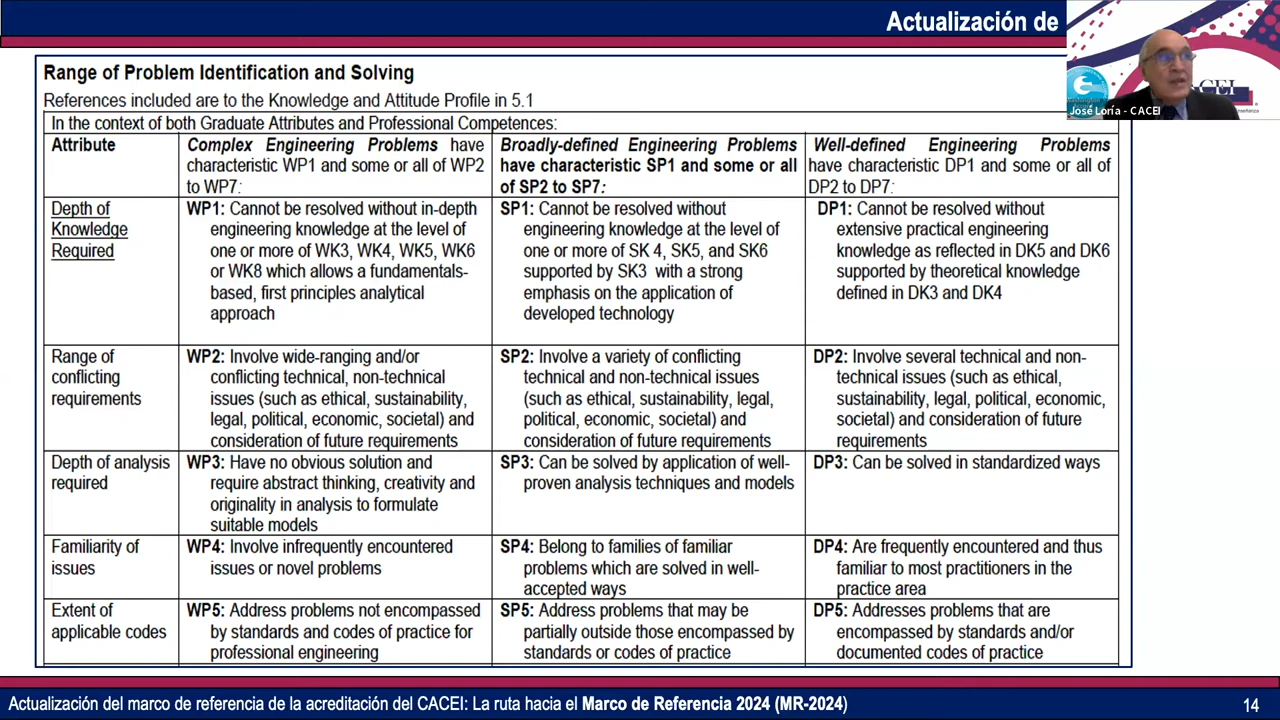 Actualización de
José Loría - CACEI
Range of Problem Identification and Solving
References included are to the Knowledge and Attitude Profile in 5.1
In the context of both Graduate Attributes and Professional Competences:
Attribute
Complex Engineering Problems have
characteristic WP1 and some or all of WP2
to WP7:
Broadly-defined Engineering Problems
have characteristic SP1 and some or all
of SP2 to SP7:
Well-defined Engineering Problems
have characteristic DP1 and some or all of
DP2 to DP7:
Depth of
Knowledge
Required
WP1: Cannot be resolved without in-depth
engineering knowledge at the level of
one or more of WK3, WK4, WK5, WK6
or WK8 which allows a fundamentals-
based, first principles analytical
approach
SP1: Cannot be resolved without
engineering knowledge at the level of
one or more of SK 4, SK5, and SK6
supported by SK3 with a strong
emphasis on the application of
developed technology
DP1: Cannot be resolved without
extensive practical engineering
knowledge as reflected in DK5 and DK6
supported by theoretical knowledge
defined in DK3 and DK4
Range of
conflicting
requirements
WP2: Involve wide-ranging and/or
conflicting technical, non-technical
issues (such as ethical, sustainability,
legal, political, economic, societal) and
consideration of future requirements
SP2: Involve a variety of conflicting
technical and non-technical issues
(such as ethical, sustainability, legal,
political, economic, societal) and
consideration of future requirements
DP2: Involve several technical and non-
technical issues (such as ethical,
sustainability, legal, political, economic,
societal) and consideration of future
requirements
Depth of analysis
required
WP3: Have no obvious solution and
require abstract thinking, creativity and
originality in analysis to formulate
suitable models
SP3: Can be solved by application of well-
proven analysis techniques and models
DP3: Can be solved in standardized ways
Familiarity of
issues
WP4: Involve infrequently encountered
issues or novel problems
SP4: Belong to families of familiar
problems which are solved in well-
accepted ways
DP4: Are frequently encountered and thus
familiar to most practitioners in the
practice area
Extent of
applicable codes
WP5: Address problems not encompassed
by standards and codes of practice for
professional engineering
SP5: Address problems that may be
partially outside those encompassed by
standards or codes of practice
DP5: Addresses problems that are
encompassed by standards and/or
documented codes of practice
Actualización del marco de referencia de la acreditación del CACEI: La ruta hacia el Marco de Referencia 2024 (MR-2024)
14